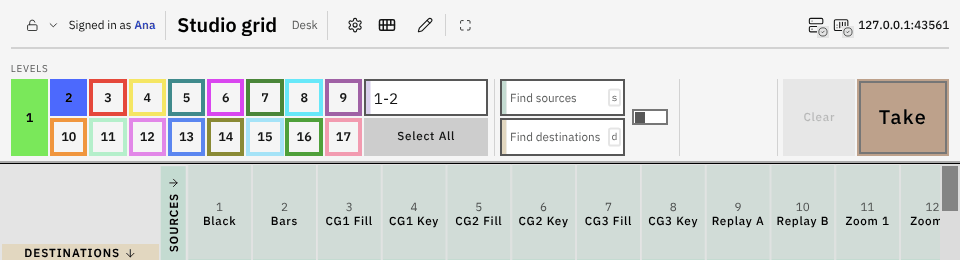 Signed in as Ana
Studio grid
Desk
127.0.0.1:43561
LEVELS
1
2 3 4 5 6 7 8 9
10 11 12 13 14 15 16 17
1-2
Select All
Find sources s
Find destinations d
Clear
Take
SOURCES →
DESTINATIONS ↓
1 2 3 4 5 6 7 8 9 10 11 12
Black Bars CG1 Fill CG1 Key CG2 Fill CG2 Key CG3 Fill CG3 Key Replay A Replay B Zoom 1 Zoom